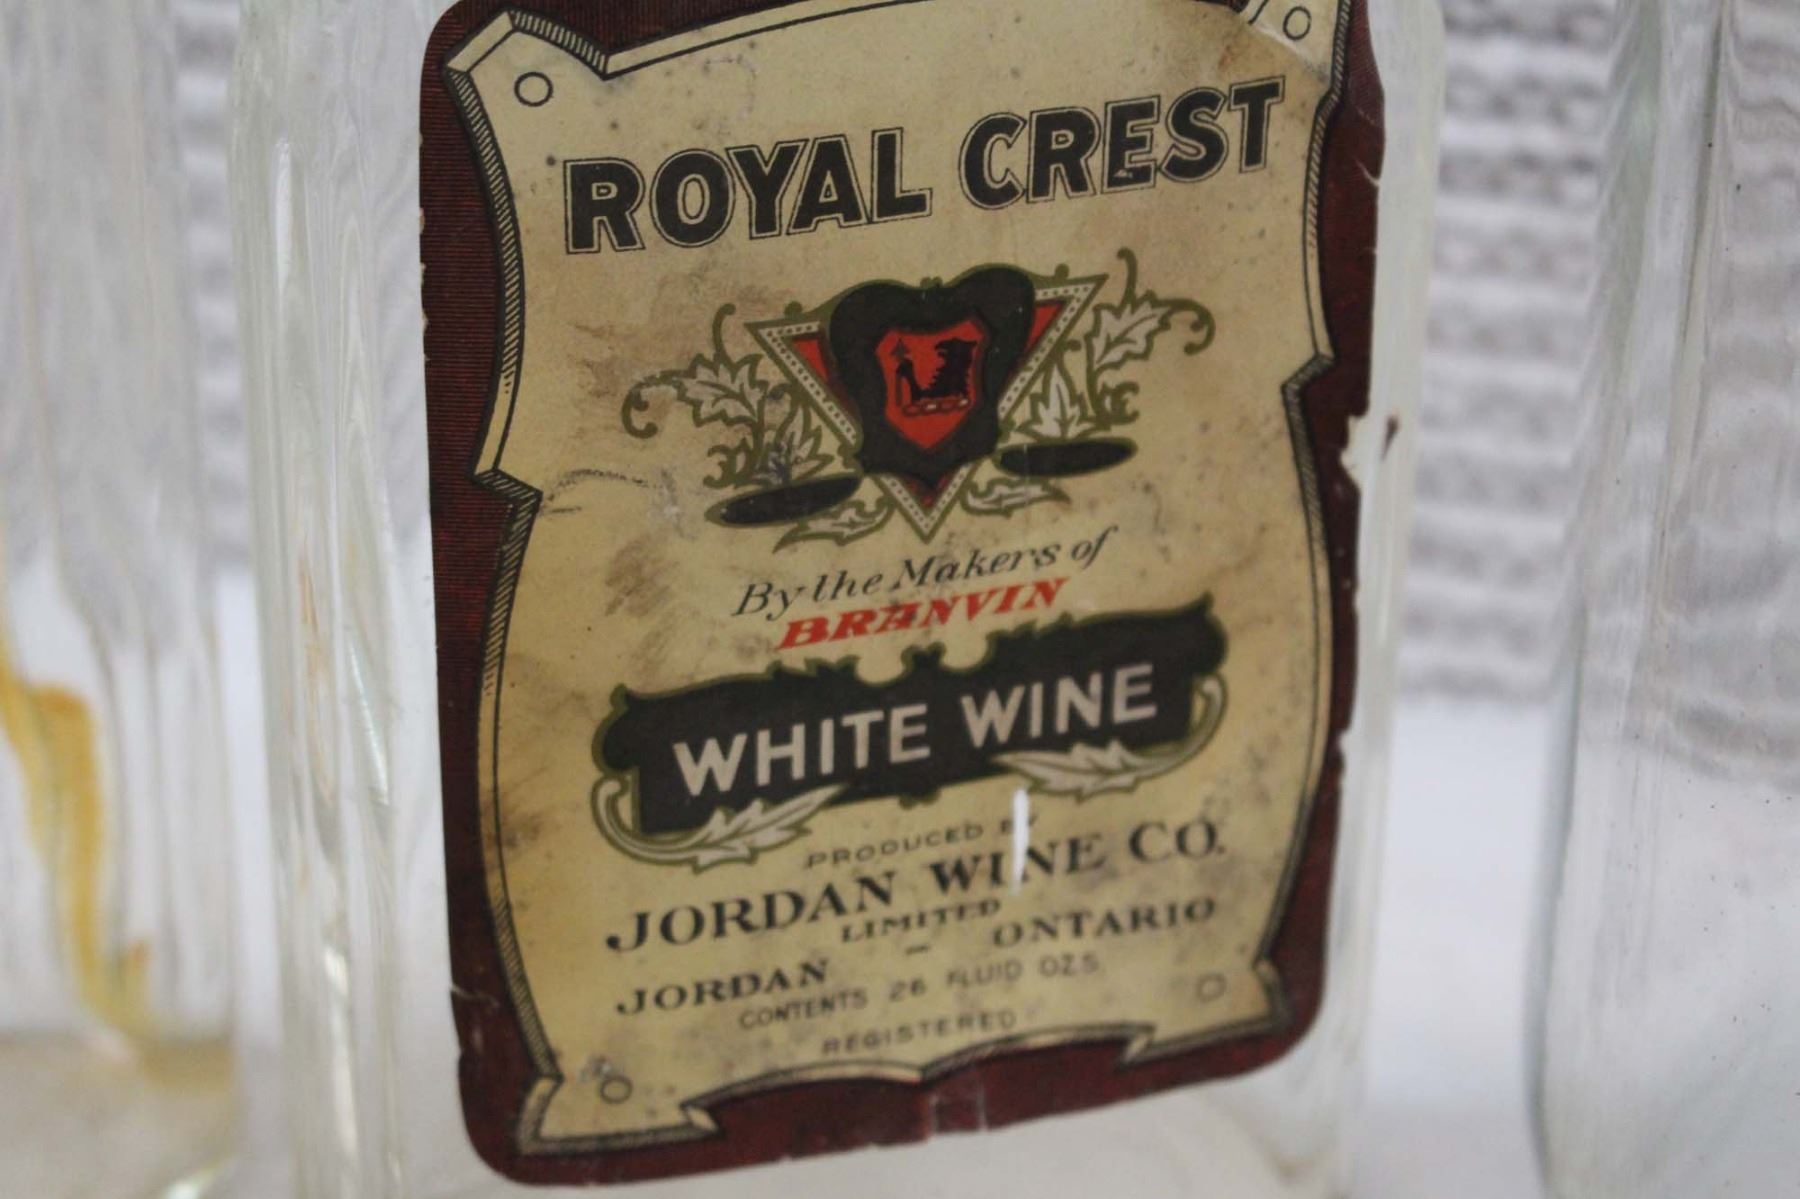 ROYAL CREST
By the Makers of
BRANVIN
WHITE WINE
PRODUCED BY
JORDAN WINE CO.
LIMITED
JORDAN - ONTARIO
CONTENTS 26 FLUID OZS
REGISTERED